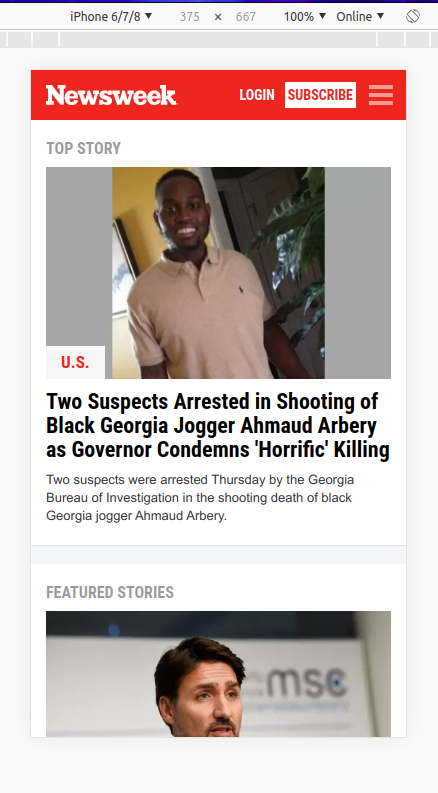 iPhone 6/7/8 ▼ 375 × 667 100% ▼ Online ▼
Newsweek LOGIN SUBSCRIBE
TOP STORY
U.S.
Two Suspects Arrested in Shooting of
Black Georgia Jogger Ahmaud Arbery
as Governor Condemns 'Horrific' Killing
Two suspects were arrested Thursday by the Georgia
Bureau of Investigation in the shooting death of black
Georgia jogger Ahmaud Arbery.
FEATURED STORIES
msc